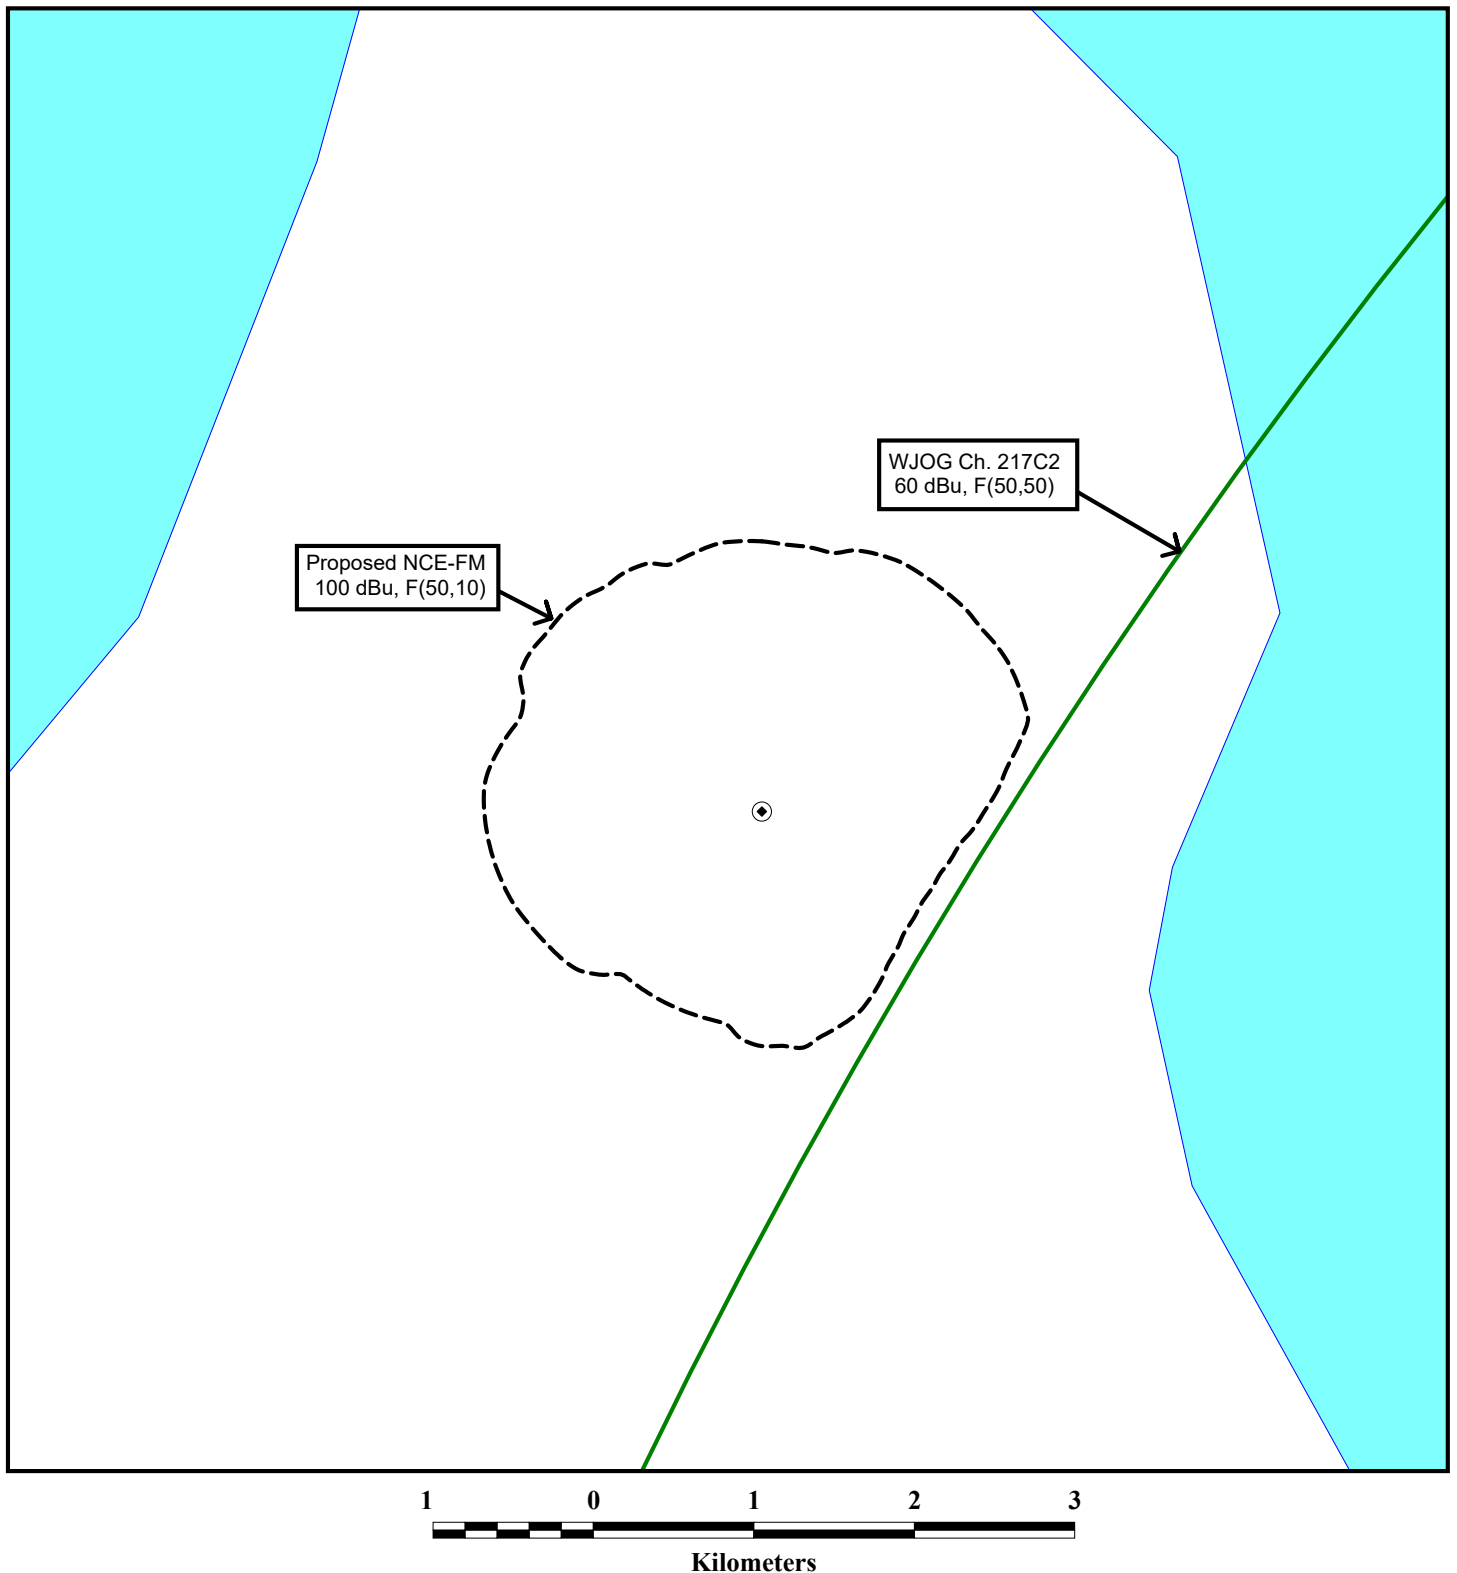 WJOG Ch. 217C2
60 dBu, F(50,50)
Proposed NCE-FM
100 dBu, F(50,10)
1 0 1 2 3
Kilometers